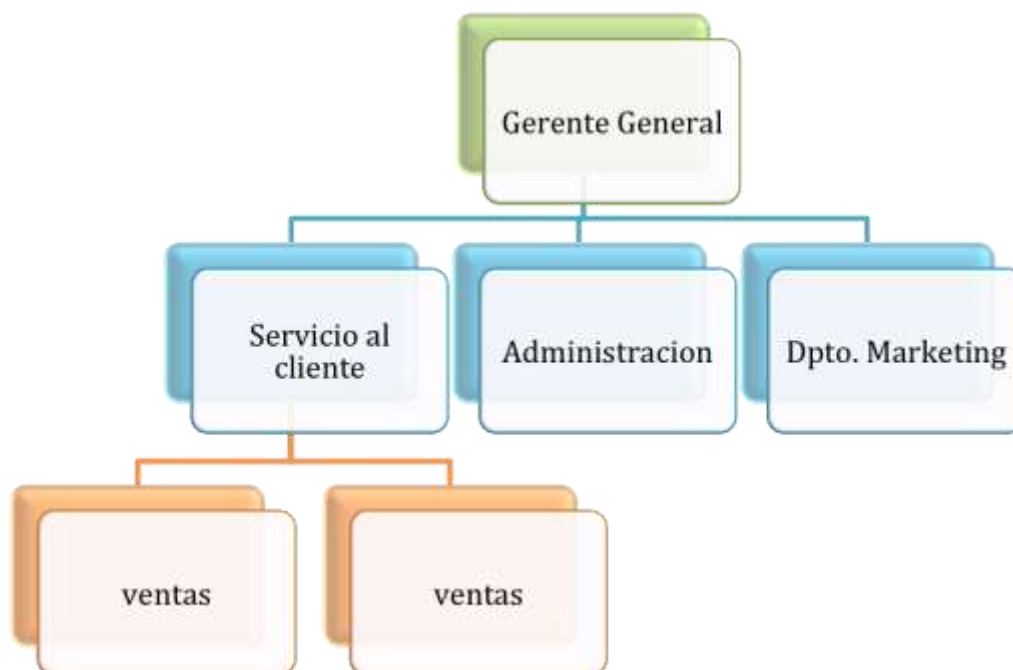 Gerente General
Servicio al
cliente
Administracion
Dpto. Marketing
ventas
ventas